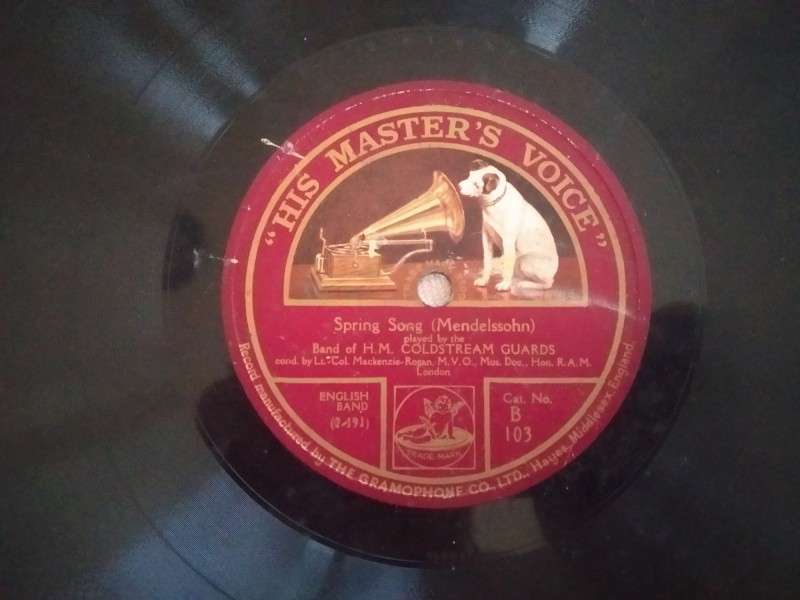 "HIS MASTER'S VOICE"
Spring Song (Mendelssohn)
played by the
Band of H.M. COLDSTREAM GUARDS
cond. by Lt.-Col. Mackenzie-Rogan, M.V.O., Mus. Doc., Hon. R.A.M.
London
ENGLISH
BAND
(2-491)
TRADE MARK
Cat. No.
B
103
Record manufactured by THE GRAMOPHONE CO., LTD., Hayes, Middlesex, England.